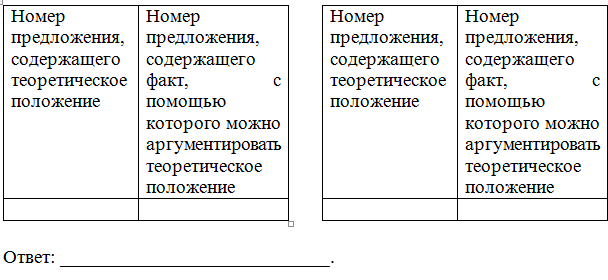 Номер
предложения,
содержащего
теоретическое
положение
Номер
предложения,
содержащего
факт, с
помощью
которого можно
аргументировать
теоретическое
положение
Номер
предложения,
содержащего
теоретическое
положение
Номер
предложения,
содержащего
факт, с
помощью
которого можно
аргументировать
теоретическое
положение
Ответ: ______________________________.